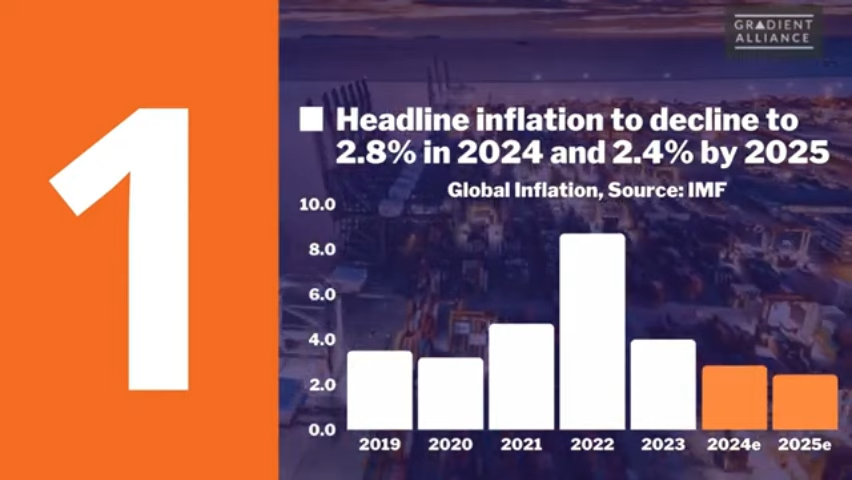 GRADIENT
ALLIANCE
1
Headline inflation to decline to
2.8% in 2024 and 2.4% by 2025
Global Inflation, Source: IMF
10.0
8.0
6.0
4.0
2.0
0.0
2019 2020 2021 2022 2023 2024e 2025e